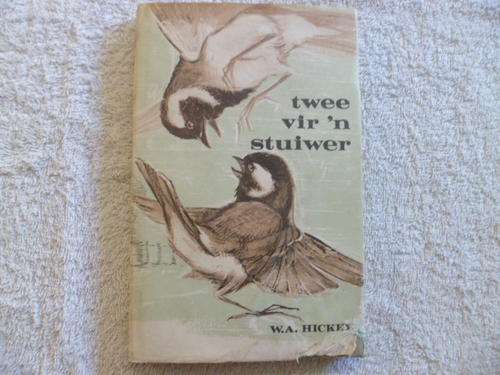 twee
vir 'n
stuiwer
W.A. HICKEY